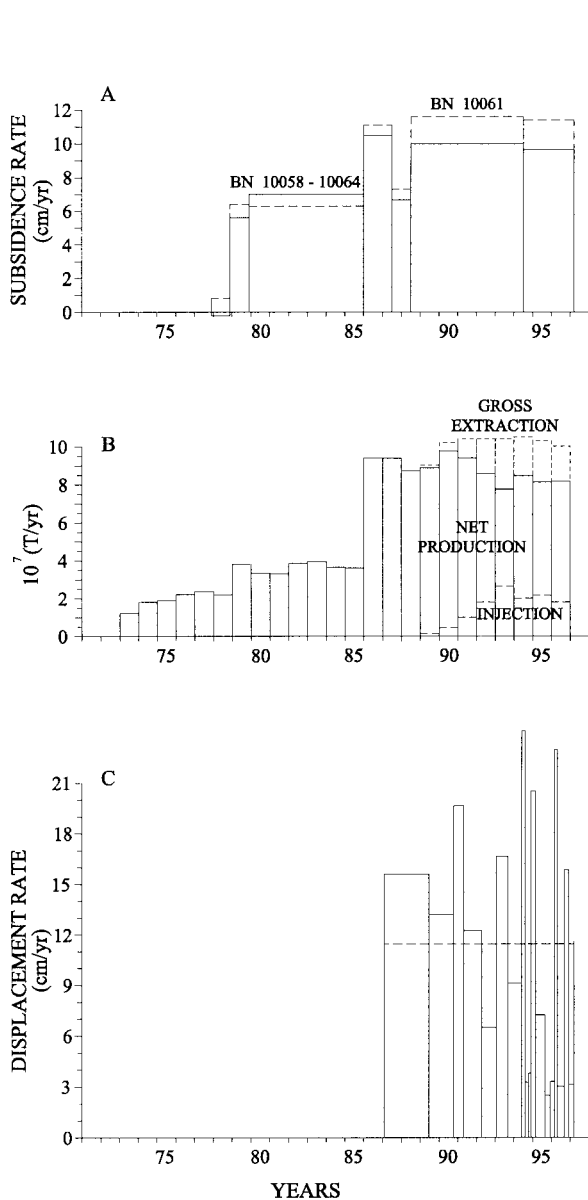 A
BN 10061
BN 10058 - 10064
SUBSIDENCE RATE
(cm/yr)
12
10
8
6
4
2
0
75 80 85 90 95
B
GROSS
EXTRACTION
NET
PRODUCTION
INJECTION
10 7 (T/yr)
10
8
6
4
2
0
75 80 85 90 95
C
DISPLACEMENT RATE
(cm/yr)
21
18
15
12
9
6
3
0
75 80 85 90 95
YEARS